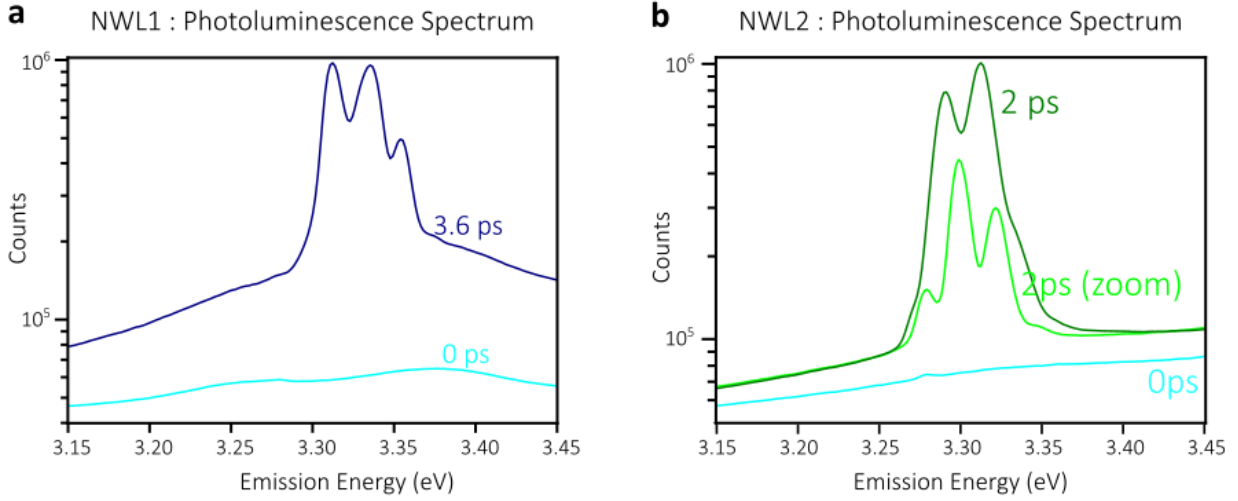 a
NWL1 : Photoluminescence Spectrum
10⁶
10⁵
Counts
3.6 ps
0 ps
3.15 3.20 3.25 3.30 3.35 3.40 3.45
Emission Energy (eV)
b
NWL2 : Photoluminescence Spectrum
10⁶
10⁵
Counts
2 ps
2ps (zoom)
0ps
3.15 3.20 3.25 3.30 3.35 3.40 3.45
Emission Energy (eV)